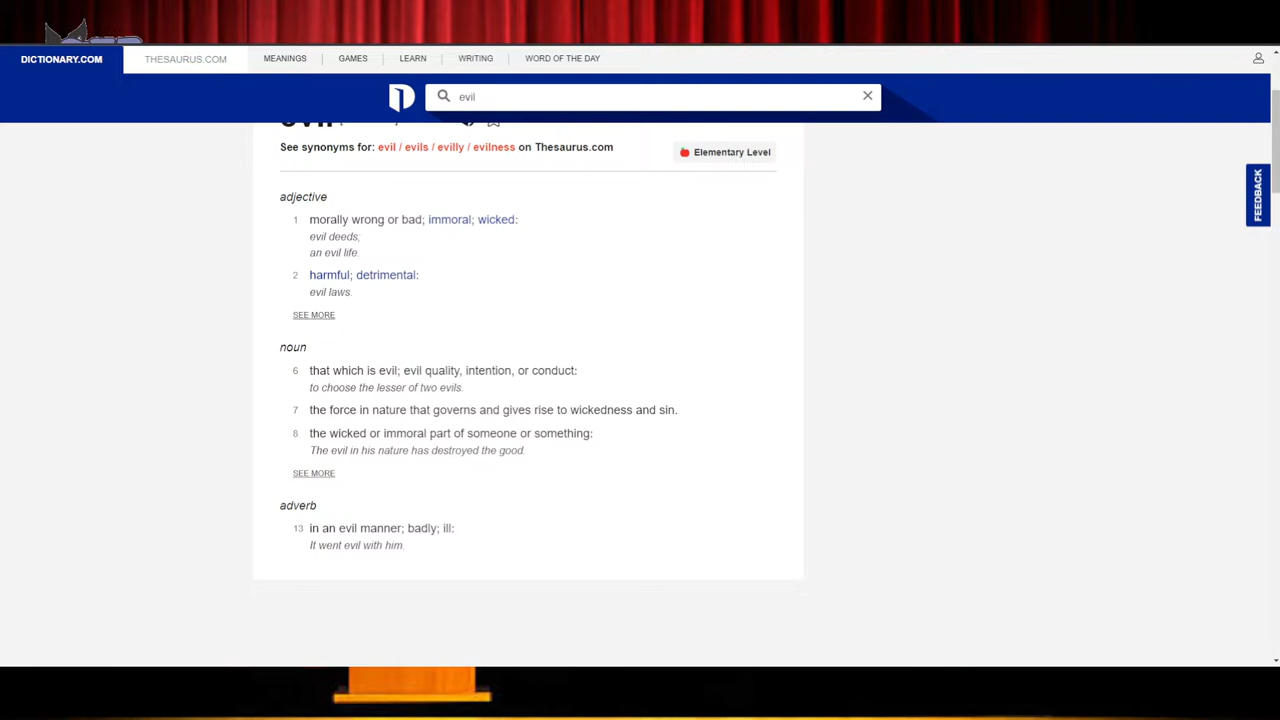 DICTIONARY.COM
THESAURUS.COM
MEANINGS
GAMES
LEARN
WRITING
WORD OF THE DAY
evil
evil
See synonyms for: evil / evils / evilly / evilness on Thesaurus.com
Elementary Level
FEEDBACK
adjective
1 morally wrong or bad; immoral; wicked:
evil deeds;
an evil life.
2 harmful; detrimental:
evil laws.
SEE MORE
noun
6 that which is evil; evil quality, intention, or conduct:
to choose the lesser of two evils.
7 the force in nature that governs and gives rise to wickedness and sin.
8 the wicked or immoral part of someone or something:
The evil in his nature has destroyed the good.
SEE MORE
adverb
13 in an evil manner; badly; ill:
It went evil with him.